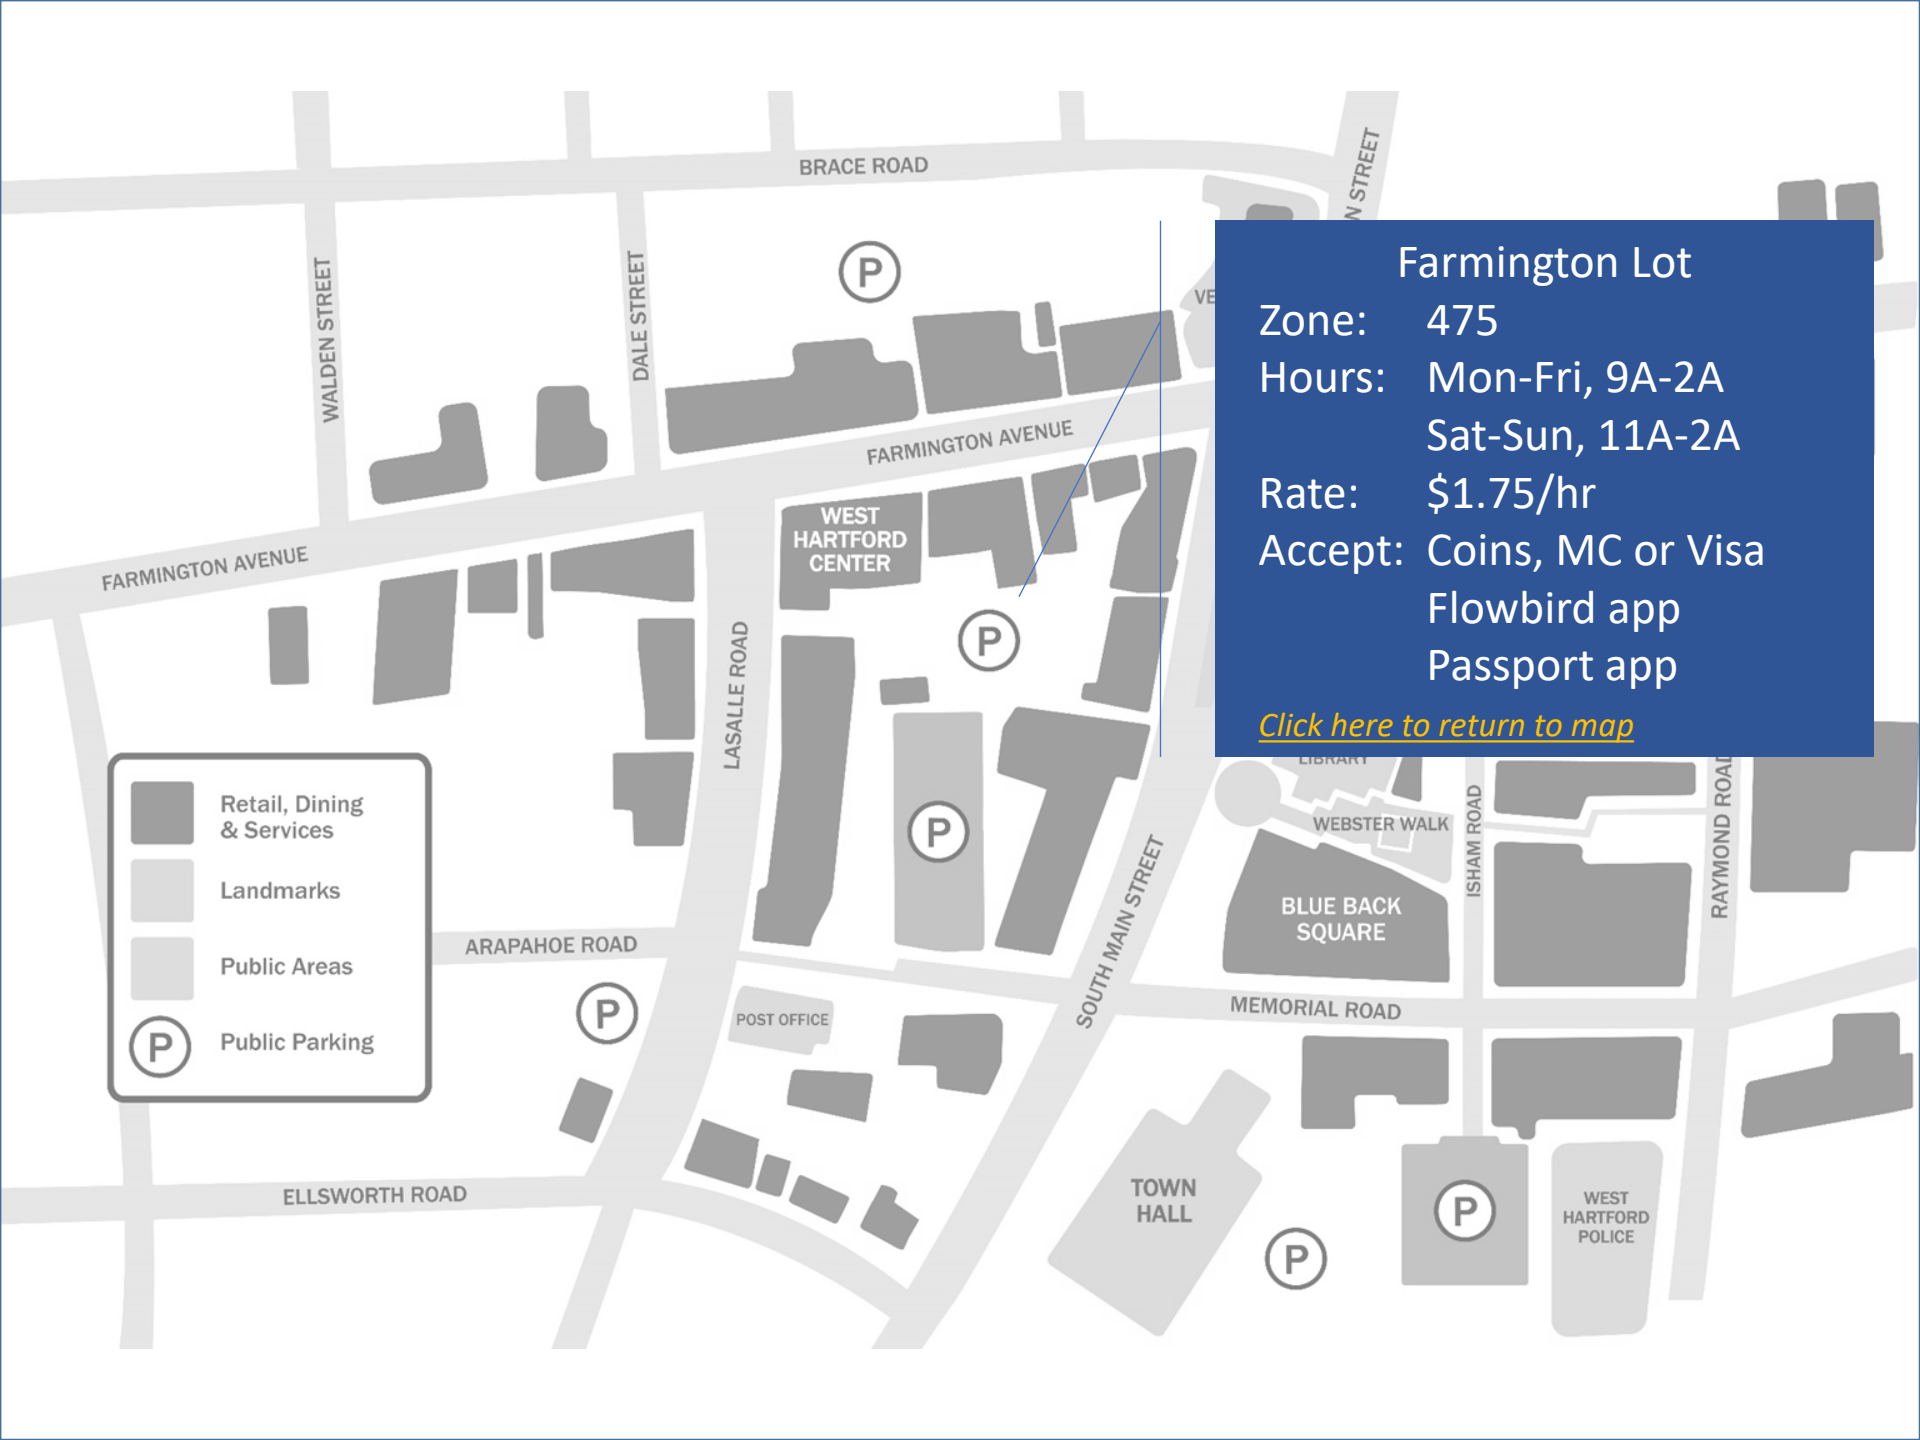 BRACE ROAD
N STREET
WALDEN STREET
DALE STREET
P
VE
Farmington Lot
Zone: 475
Hours: Mon-Fri, 9A-2A
Sat-Sun, 11A-2A
Rate: $1.75/hr
Accept: Coins, MC or Visa
Flowbird app
Passport app
Click here to return to map
FARMINGTON AVENUE
WEST
HARTFORD
CENTER
FARMINGTON AVENUE
P
LASALLE ROAD
LIBRARY
Retail, Dining
& Services
Landmarks
Public Areas
P Public Parking
P
WEBSTER WALK
ISHAM ROAD
RAYMOND ROAD
BLUE BACK
SQUARE
SOUTH MAIN STREET
ARAPAHOE ROAD
P
POST OFFICE
MEMORIAL ROAD
ELLSWORTH ROAD
TOWN
HALL
P
P
WEST
HARTFORD
POLICE